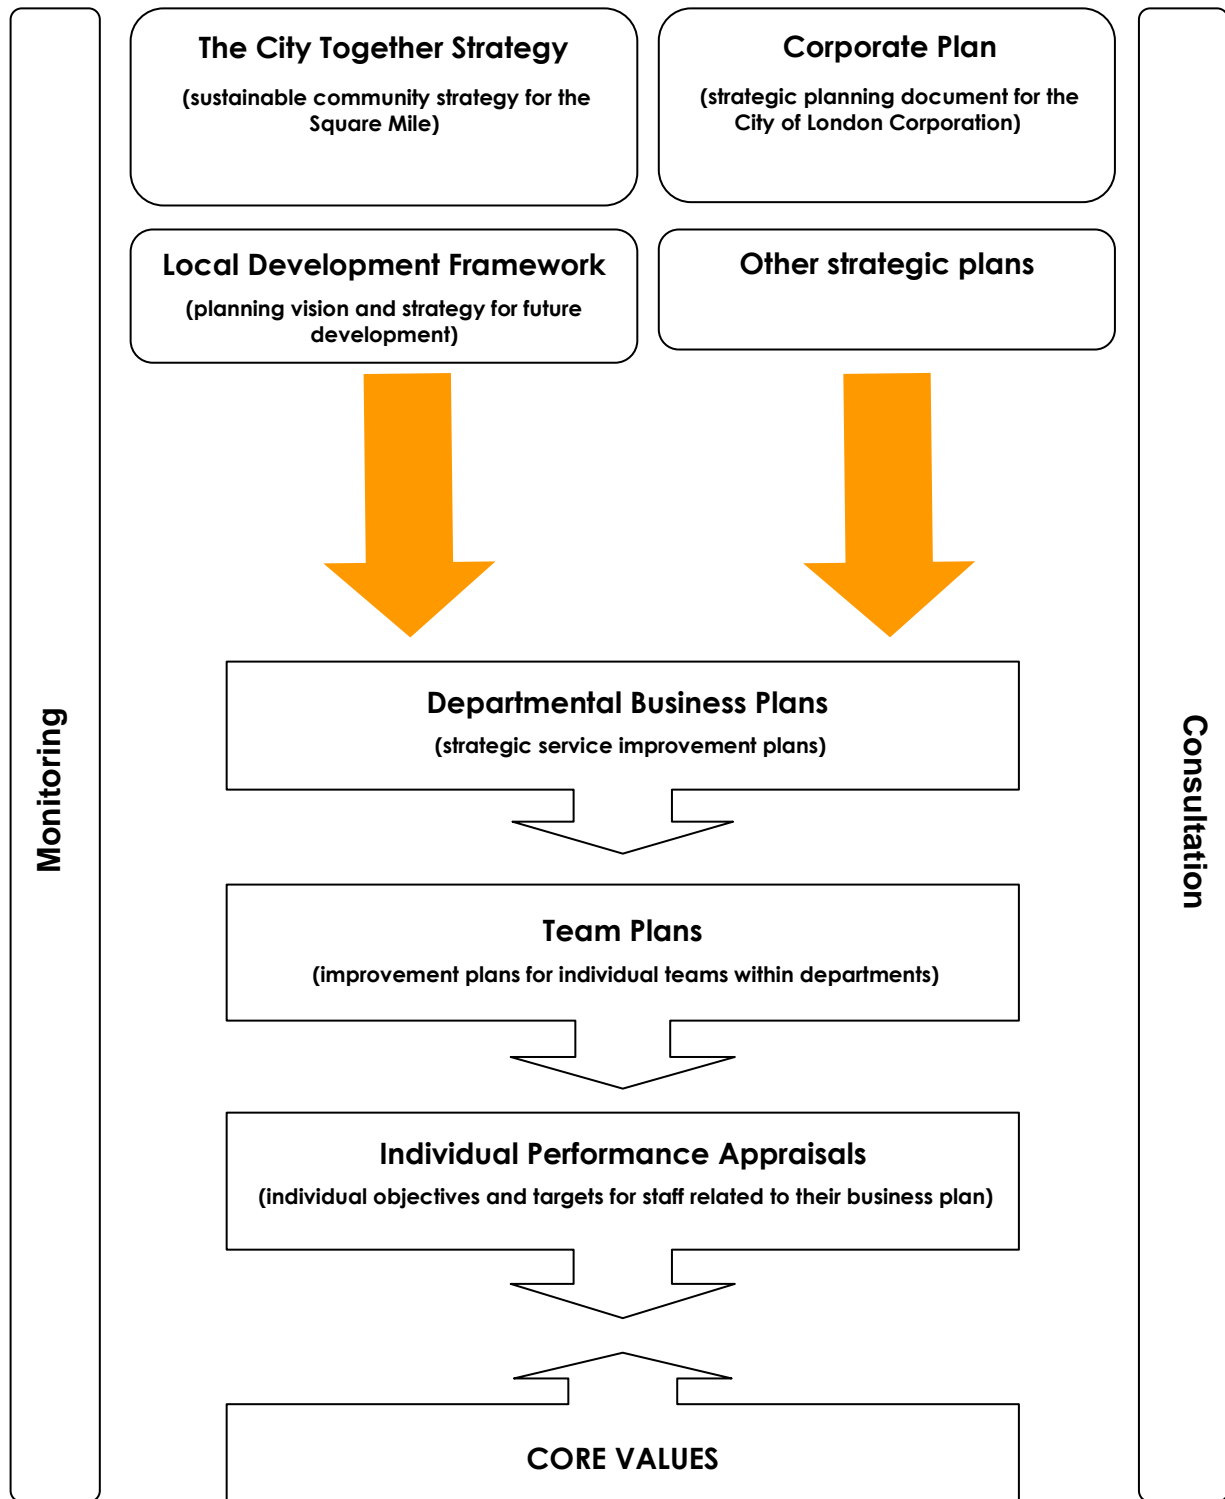 The City Together Strategy
(sustainable community strategy for the
Square Mile)
Corporate Plan
(strategic planning document for the
City of London Corporation)
Local Development Framework
(planning vision and strategy for future
development)
Other strategic plans
Monitoring
Consultation
Departmental Business Plans
(strategic service improvement plans)
Team Plans
(improvement plans for individual teams within departments)
Individual Performance Appraisals
(individual objectives and targets for staff related to their business plan)
CORE VALUES